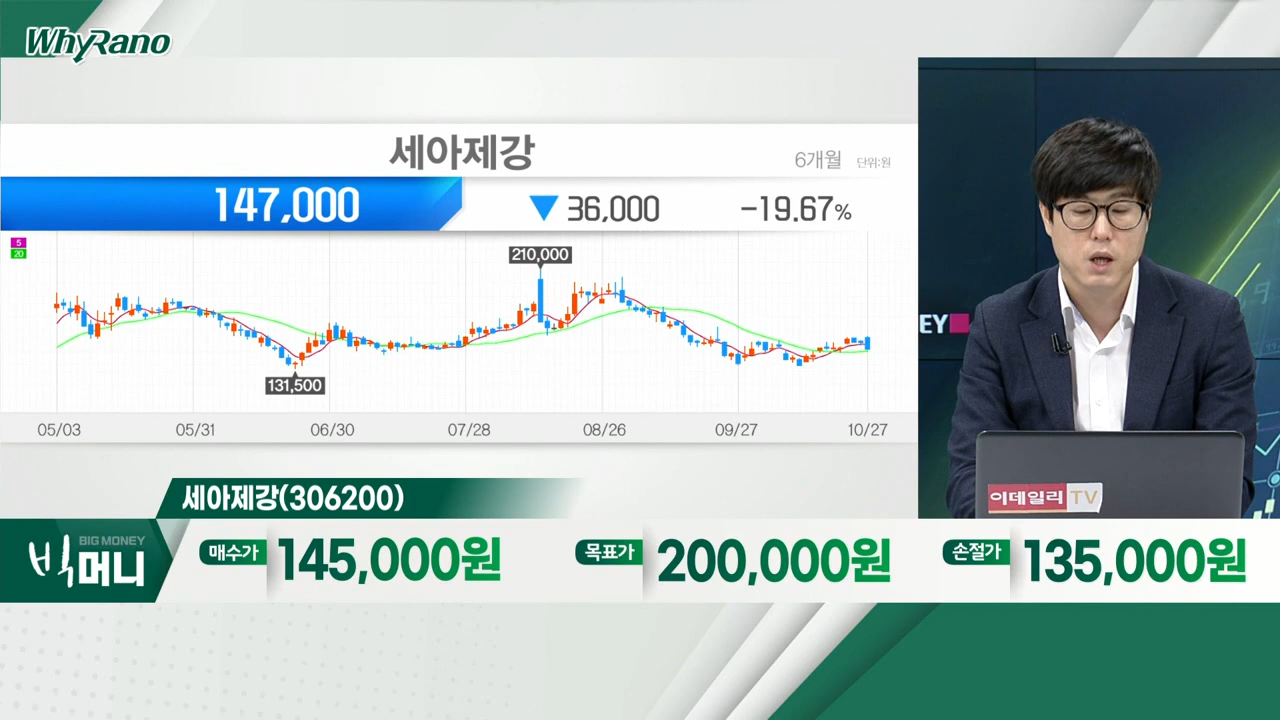 WhyRano
세아제강
6개월 단위:원
147,000 ▼ 36,000 -19.67%
5
20
210,000
131,500
05/03 05/31 06/30 07/28 08/26 09/27 10/27
EY
이데일리 TV
세아제강(306200)
BIG MONEY
빅머니
매수가 145,000원 목표가 200,000원 손절가 135,000원